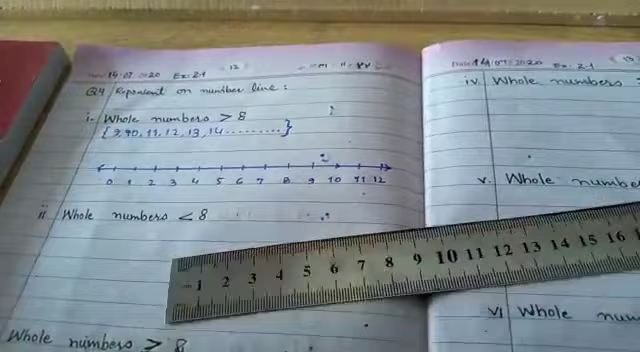 14/07/2020 Ex:2.1 13
Q4 Represent on number line:
i. Whole numbers > 8
{9,10,11,12,13,14.........}
0 1 2 3 4 5 6 7 8 9 10 11 12
ii Whole numbers < 8
Whole numbers > 8
14/07/2020 Ex:2.1
iv. Whole numbers
v. Whole numbe
1 2 3 4 5 6 7 8 9 10 11 12 13 14 15 16
vi Whole num